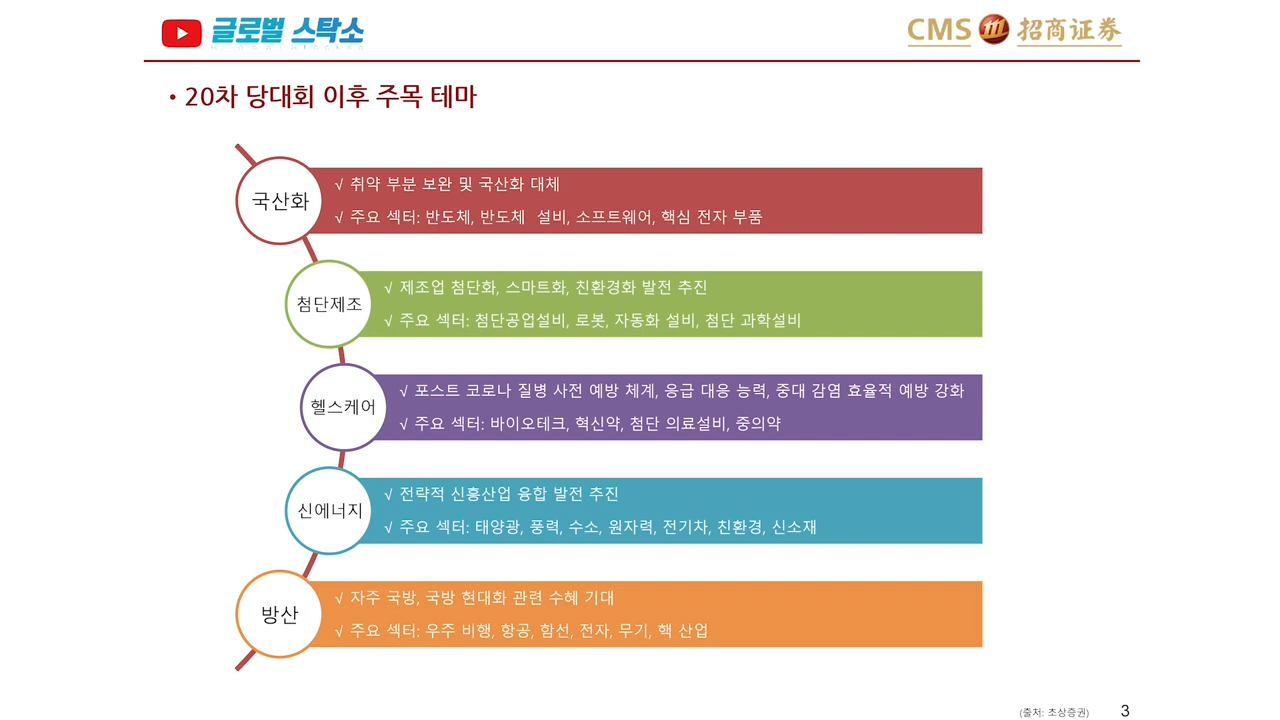 글로벌 스탁소
CMS 招商证券
• 20차 당대회 이후 주목 테마
국산화
√ 취약 부분 보완 및 국산화 대체
√ 주요 섹터: 반도체, 반도체 설비, 소프트웨어, 핵심 전자 부품
첨단제조
√ 제조업 첨단화, 스마트화, 친환경화 발전 추진
√ 주요 섹터: 첨단공업설비, 로봇, 자동화 설비, 첨단 과학설비
헬스케어
√ 포스트 코로나 질병 사전 예방 체계, 응급 대응 능력, 중대 감염 효율적 예방 강화
√ 주요 섹터: 바이오테크, 혁신약, 첨단 의료설비, 중의약
신에너지
√ 전략적 신흥산업 융합 발전 추진
√ 주요 섹터: 태양광, 풍력, 수소, 원자력, 전기차, 친환경, 신소재
방산
√ 자주 국방, 국방 현대화 관련 수혜 기대
√ 주요 섹터: 우주 비행, 항공, 함선, 전자, 무기, 핵 산업
(출처: 초상증권)
3